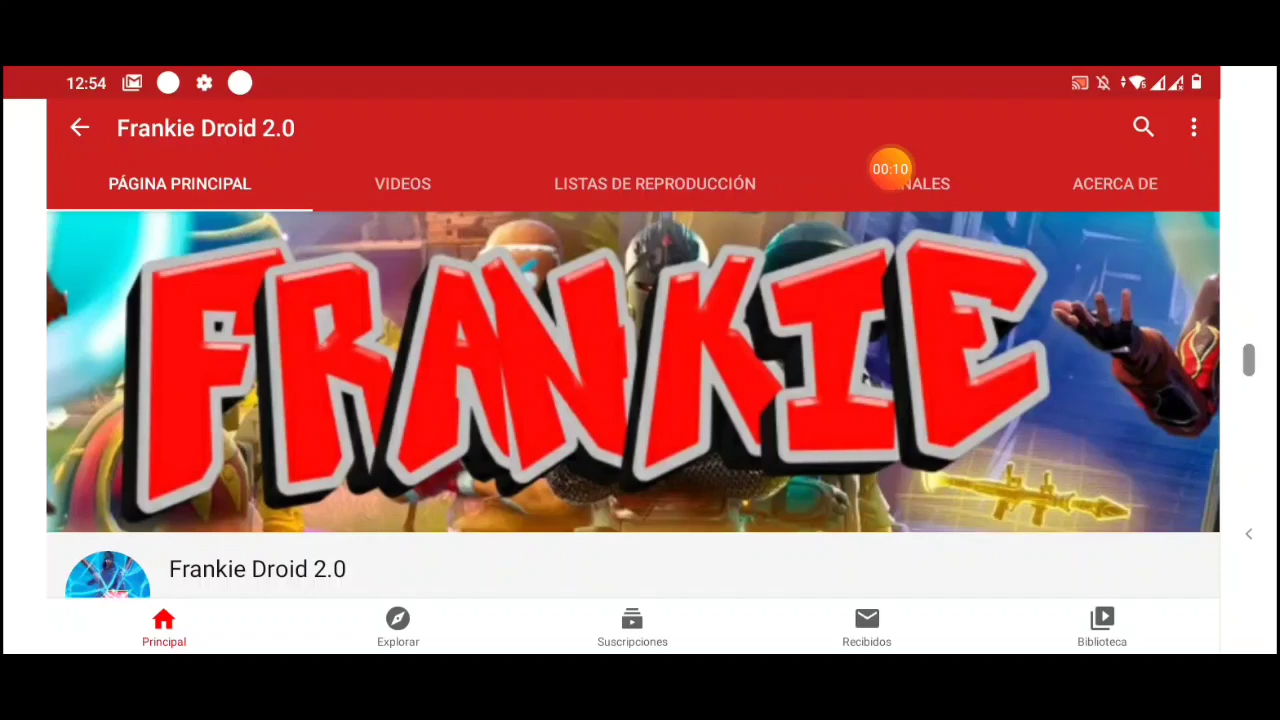 12:54
Frankie Droid 2.0
00:10
PÁGINA PRINCIPAL VIDEOS LISTAS DE REPRODUCCIÓN NALES ACERCA DE
FRANKIE
Frankie Droid 2.0
Principal Explorar Suscripciones Recibidos Biblioteca